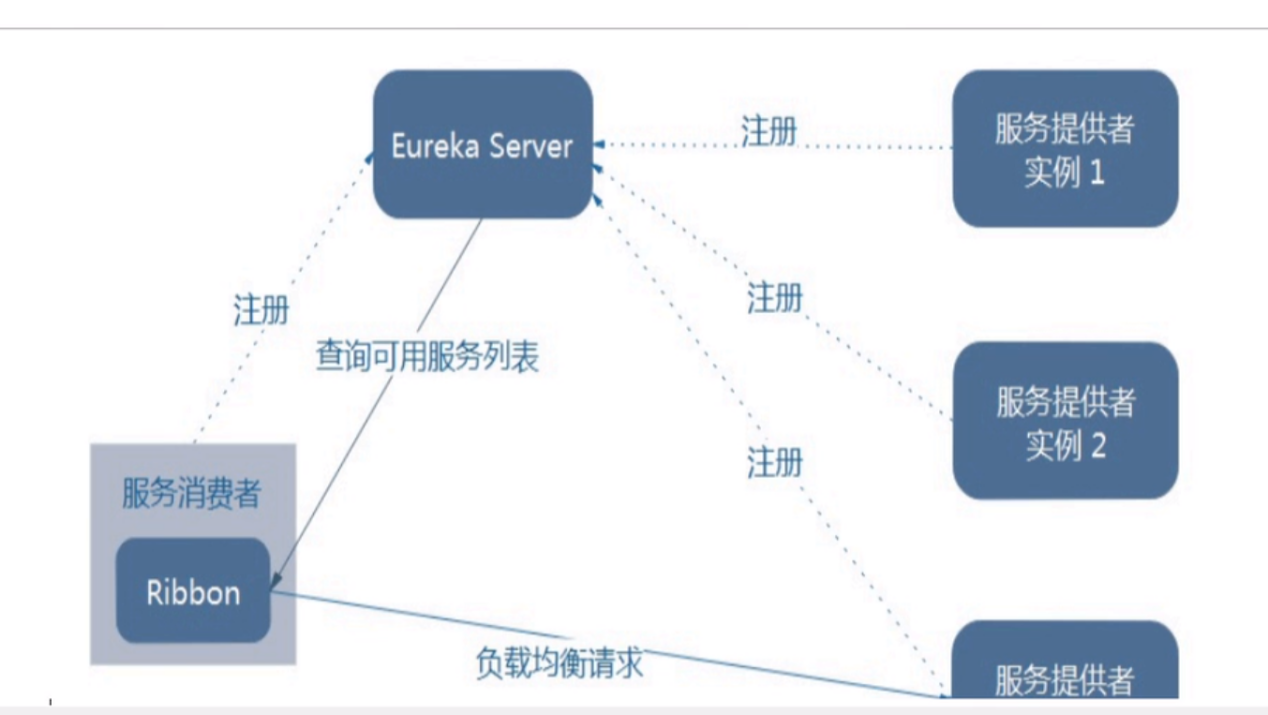 Eureka Server
注册
服务提供者
实例 1
注册
注册
查询可用服务列表
服务提供者
实例 2
注册
服务消费者
Ribbon
负载均衡请求
服务提供者